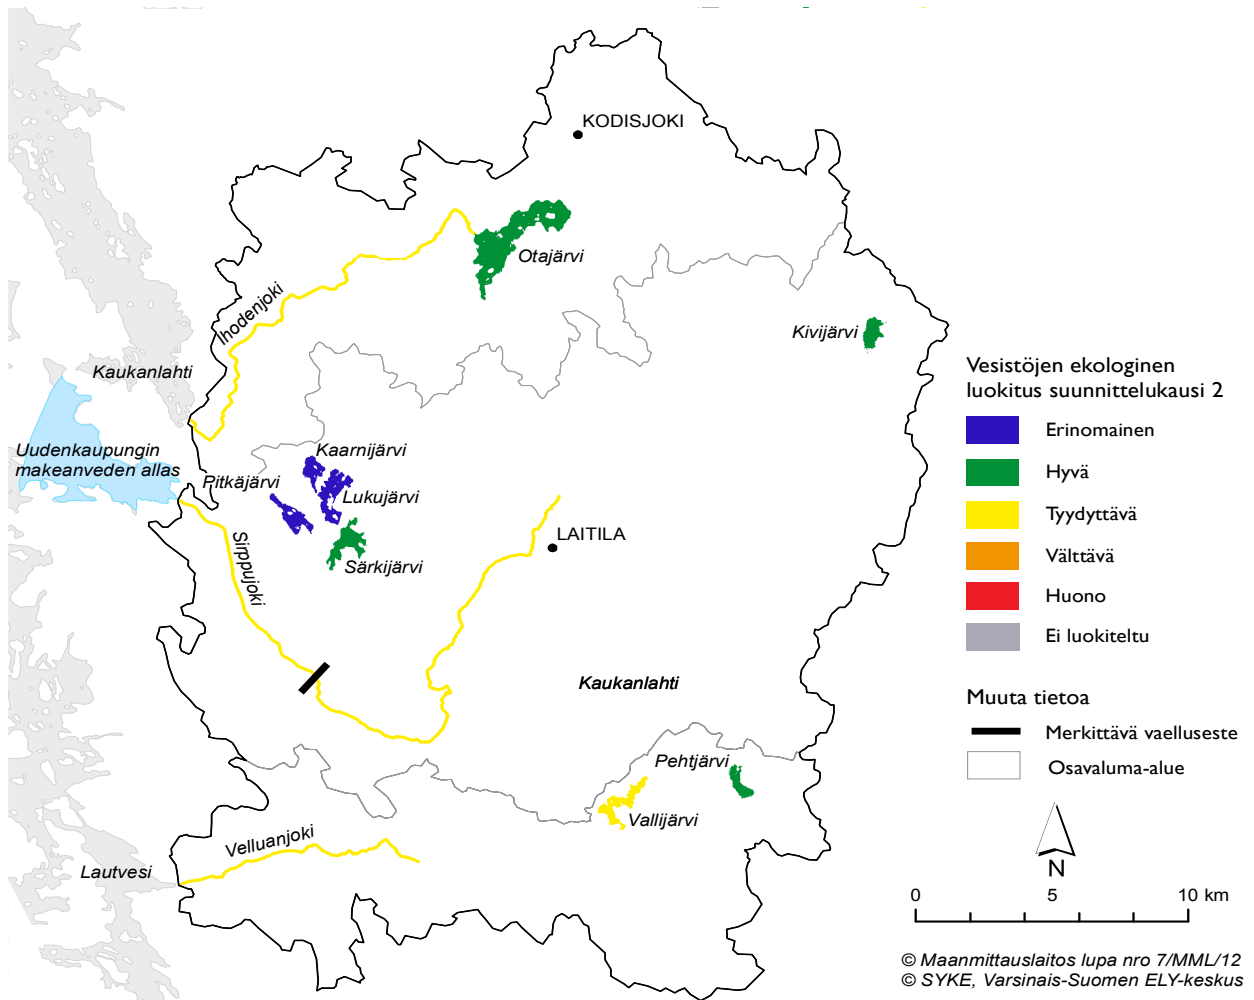 KODISJOKI
Otajärvi
Ihodenjoki
Kivijärvi
Kaukanlahti
Uudenkaupungin
makeanveden allas
Kaarnijärvi
Pitkäjärvi
Lukujärvi
Särkijärvi
Sirppujoki
LAITILA
Kaukanlahti
Pehtjärvi
Vallijärvi
Velluanjoki
Lautvesi
Vesistöjen ekologinen
luokitus suunnittelukausi 2
Erinomainen
Hyvä
Tyydyttävä
Välttävä
Huono
Ei luokiteltu
Muuta tietoa
Merkittävä vaelluseste
Osavaluma-alue
N
0 5 10 km
© Maanmittauslaitos lupa nro 7/MML/12
© SYKE, Varsinais-Suomen ELY-keskus